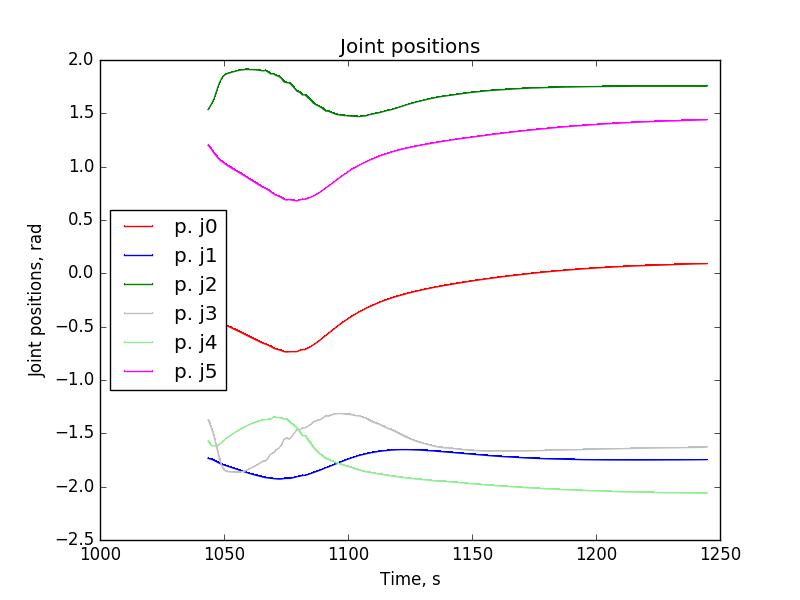 Joint positions
2.0
1.5
1.0
0.5
0.0
−0.5
−1.0
−1.5
−2.0
−2.5
Joint positions, rad
p. j0
p. j1
p. j2
p. j3
p. j4
p. j5
1000 1050 1100 1150 1200 1250
Time, s